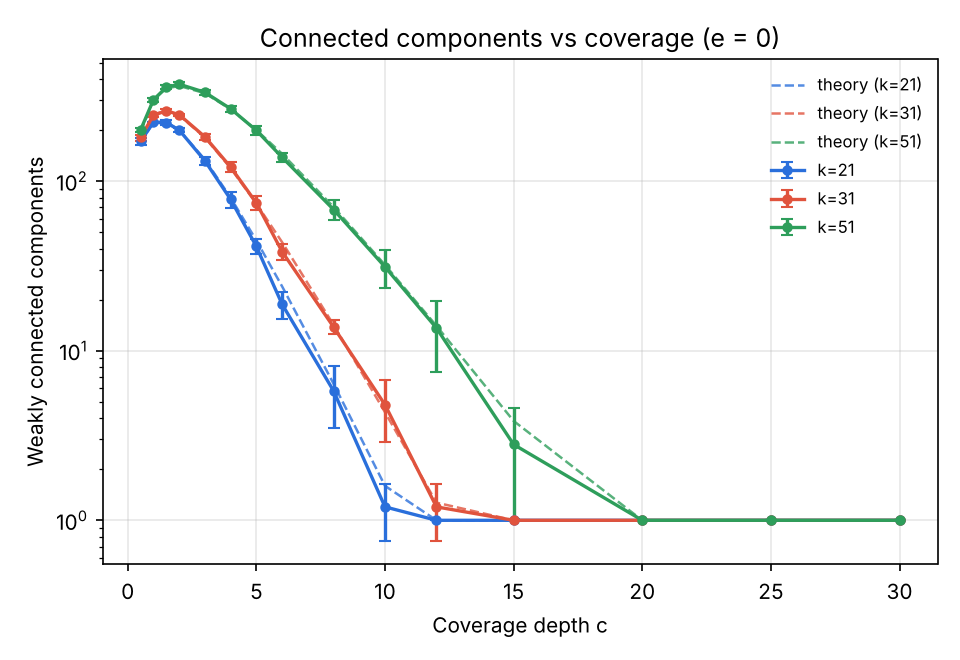 Connected components vs coverage (e = 0)
Weakly connected components
10²
10¹
10⁰
theory (k=21)
theory (k=31)
theory (k=51)
k=21
k=31
k=51
0 5 10 15 20 25 30
Coverage depth c